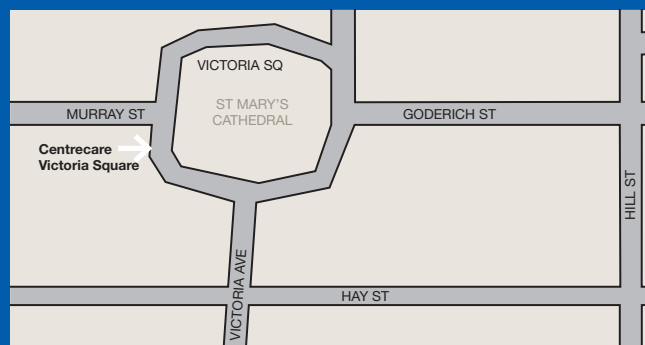 VICTORIA SQ
ST MARY'S
CATHEDRAL
MURRAY ST
GODERICH ST
Centrecare
Victoria Square
HILL ST
VICTORIA AVE
HAY ST